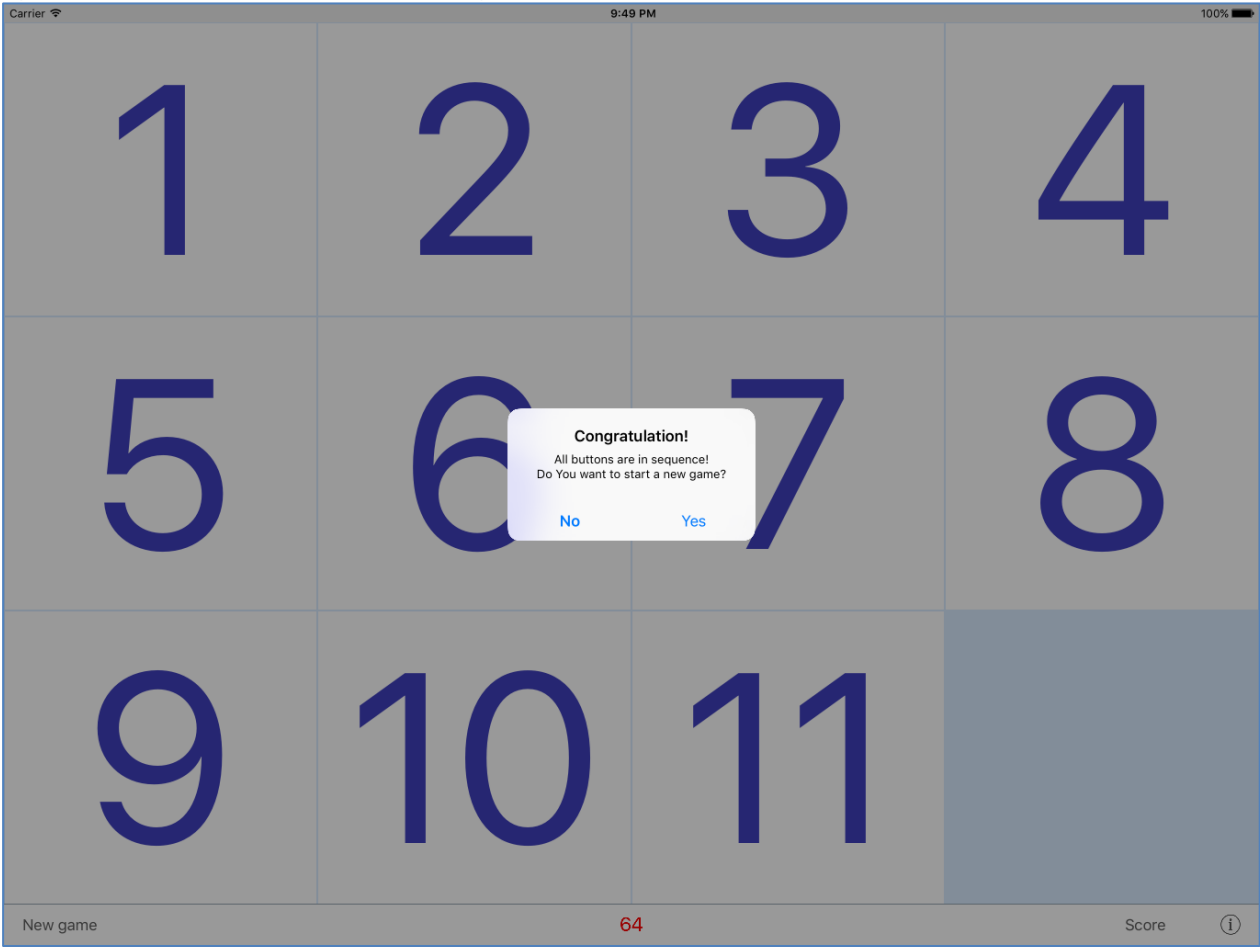 Carrier 9:49 PM 100%
1 2 3 4
5 6 7 8
Congratulation!
All buttons are in sequence!
Do You want to start a new game?
No Yes
9 10 11
New game 64 Score i